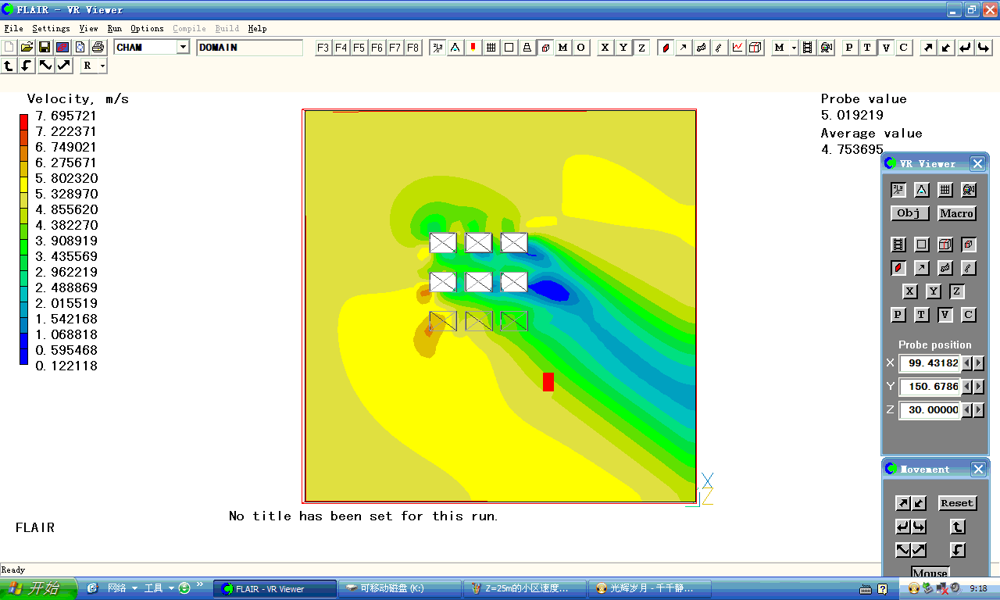 FLAIR - VR Viewer
File Settings View Run Options Compile Build Help
CHAM DOMAIN F3 F4 F5 F6 F7 F8 M O X Y Z M P T V C
R
Velocity, m/s
7.695721
7.222371
6.749021
6.275671
5.802320
5.328970
4.855620
4.382270
3.908919
3.435569
2.962219
2.488869
2.015519
1.542168
1.068818
0.595468
0.122118
Probe value
5.019219
Average value
4.753695
VR Viewer
Obj Macro
X Y Z
P T V C
Probe position
X 99.43182
Y 150.6786
Z 30.00000
X
Z
Movement
Reset
Mouse
No title has been set for this run.
FLAIR
Ready
开始 网络 工具 » FLAIR - VR Viewer 可移动磁盘 (K:) Z=25m的小区速度... 光辉岁月 - 千千静... 9:18